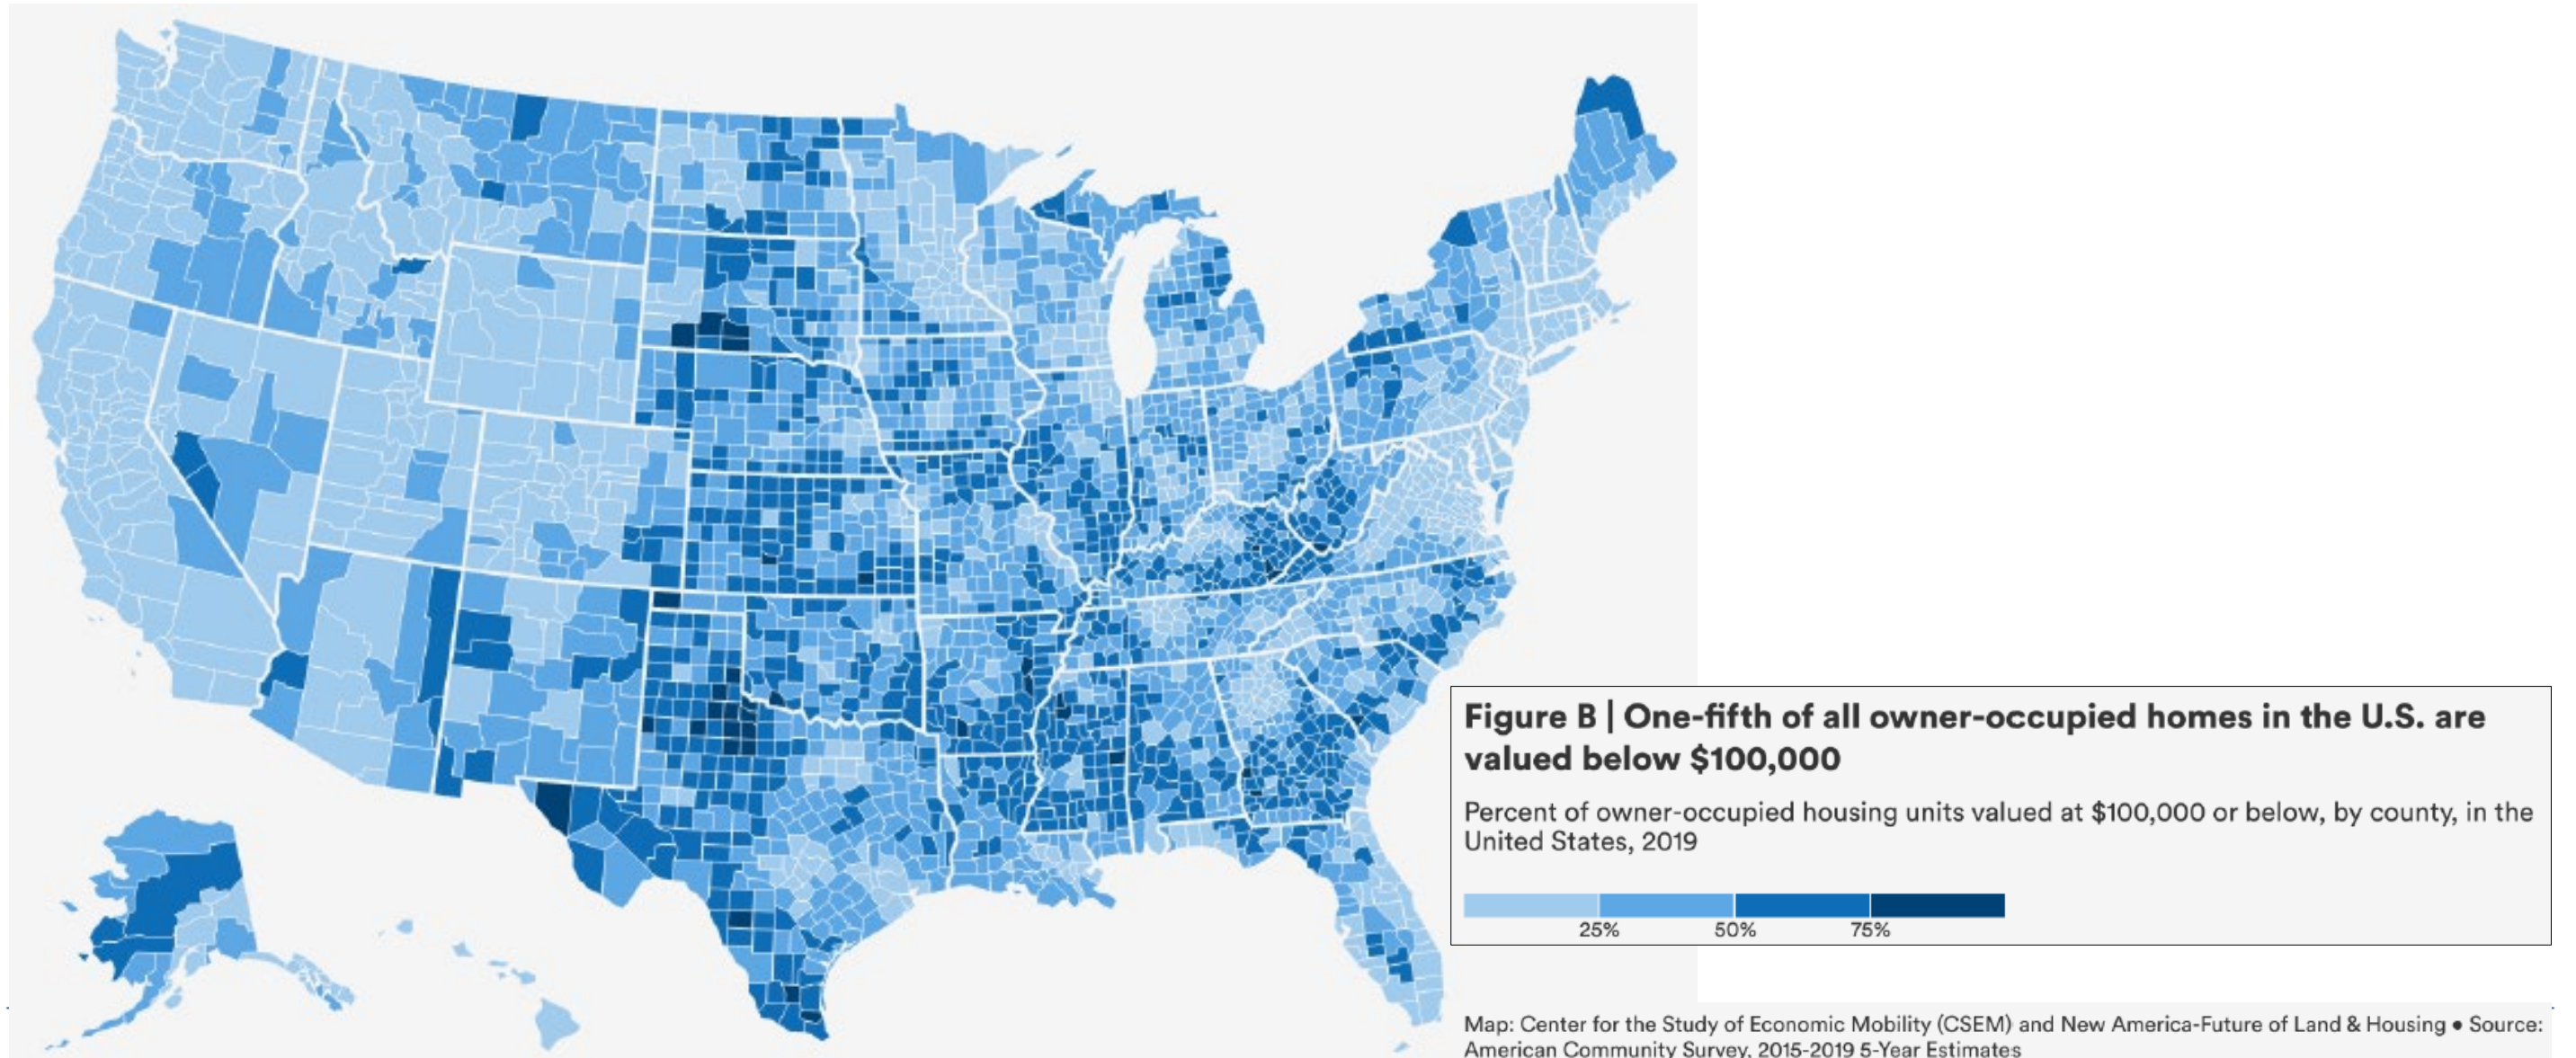 Figure B | One-fifth of all owner-occupied homes in the U.S. are
valued below $100,000
Percent of owner-occupied housing units valued at $100,000 or below, by county, in the
United States, 2019
25% 50% 75%
Map: Center for the Study of Economic Mobility (CSEM) and New America-Future of Land & Housing • Source:
American Community Survey, 2015-2019 5-Year Estimates